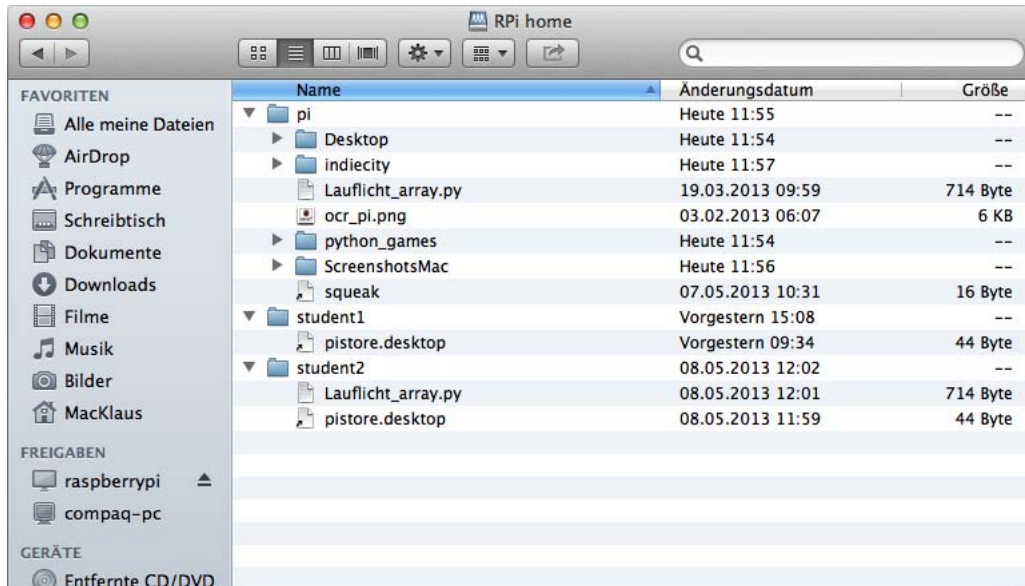 RPi home
FAVORITEN
Alle meine Dateien
AirDrop
Programme
Schreibtisch
Dokumente
Downloads
Filme
Musik
Bilder
MacKlaus
FREIGABEN
raspberrypi
compaq-pc
GERÄTE
Entfernte CD/DVD
Name Änderungsdatum Größe
pi Heute 11:55 --
Desktop Heute 11:54 --
indiecity Heute 11:57 --
Lauflicht_array.py 19.03.2013 09:59 714 Byte
ocr_pi.png 03.02.2013 06:07 6 KB
python_games Heute 11:54 --
ScreenshotsMac Heute 11:56 --
squeak 07.05.2013 10:31 16 Byte
student1 Vorgestern 15:08 --
pistore.desktop Vorgestern 09:34 44 Byte
student2 08.05.2013 12:02 --
Lauflicht_array.py 08.05.2013 12:01 714 Byte
pistore.desktop 08.05.2013 11:59 44 Byte